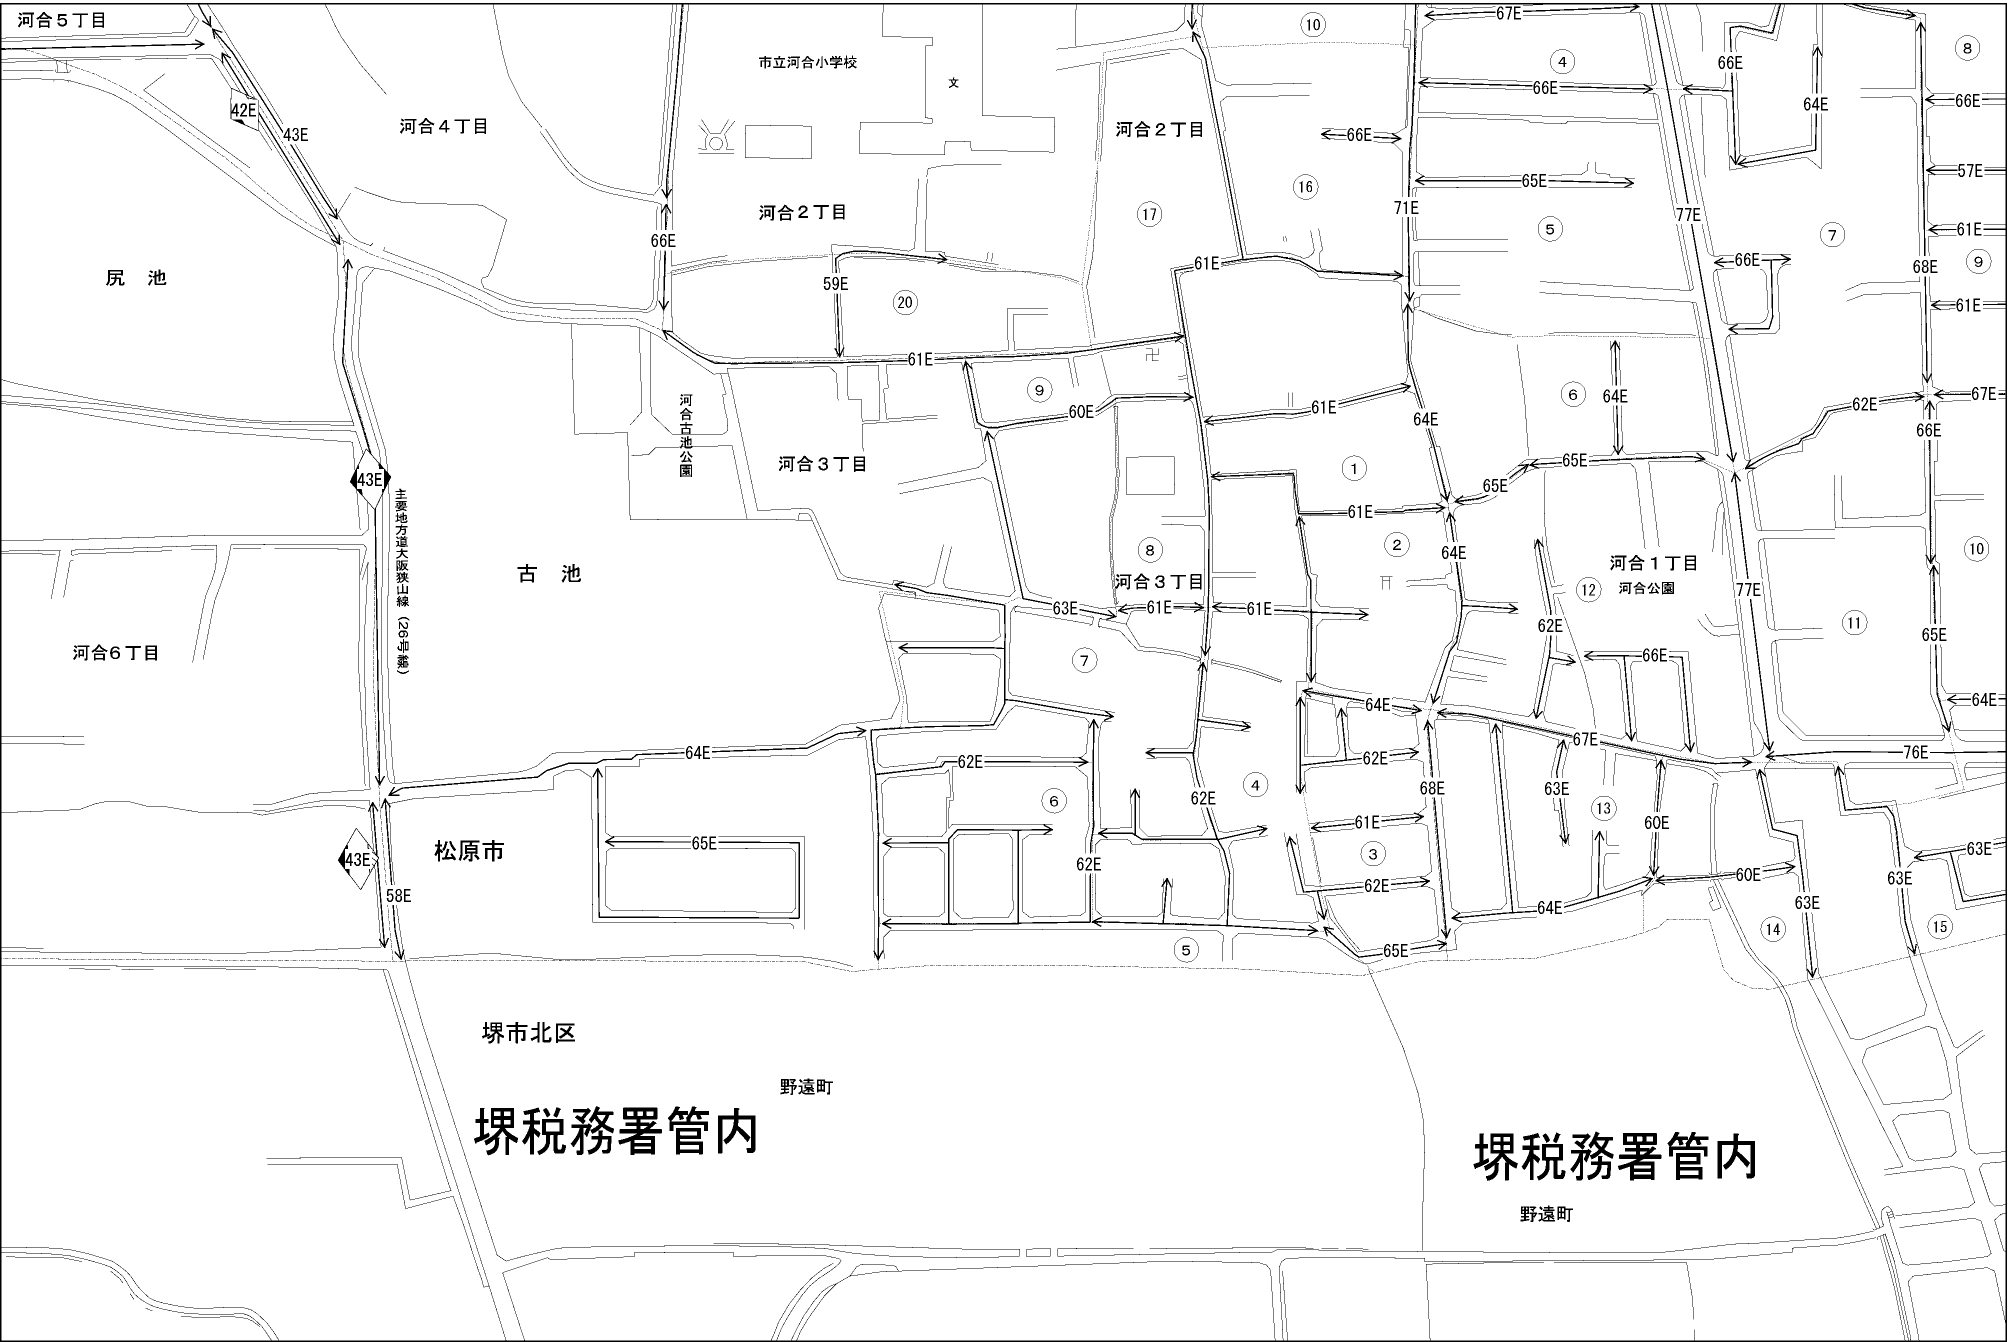 河合５丁目
67E
10
8
市立河合小学校
文
4
66E
66E
66E
42E
43E
河合４丁目
河合２丁目
66E
64E
65E
57E
河合２丁目
17
16
71E
77E
5
7
61E
66E
尻　池
59E
20
61E
66E
68E
9
61E
61E
9
60E
61E
64E
6
64E
62E
67E
66E
河合古池公園
河合３丁目
1
65E
65E
43E
主要地方道大阪狭山線（26号線）
61E
古　池
8
2
64E
河合１丁目
河合公園
10
河合３丁目
12
77E
63E
61E
61E
62E
11
65E
河合６丁目
7
66E
64E
64E
67E
76E
64E
62E
62E
6
62E
4
68E
63E
13
60E
61E
65E
43E
松原市
62E
3
63E
63E
58E
62E
64E
60E
63E
14
15
5
65E
堺市北区
野遠町
堺税務署管内
堺税務署管内
野遠町